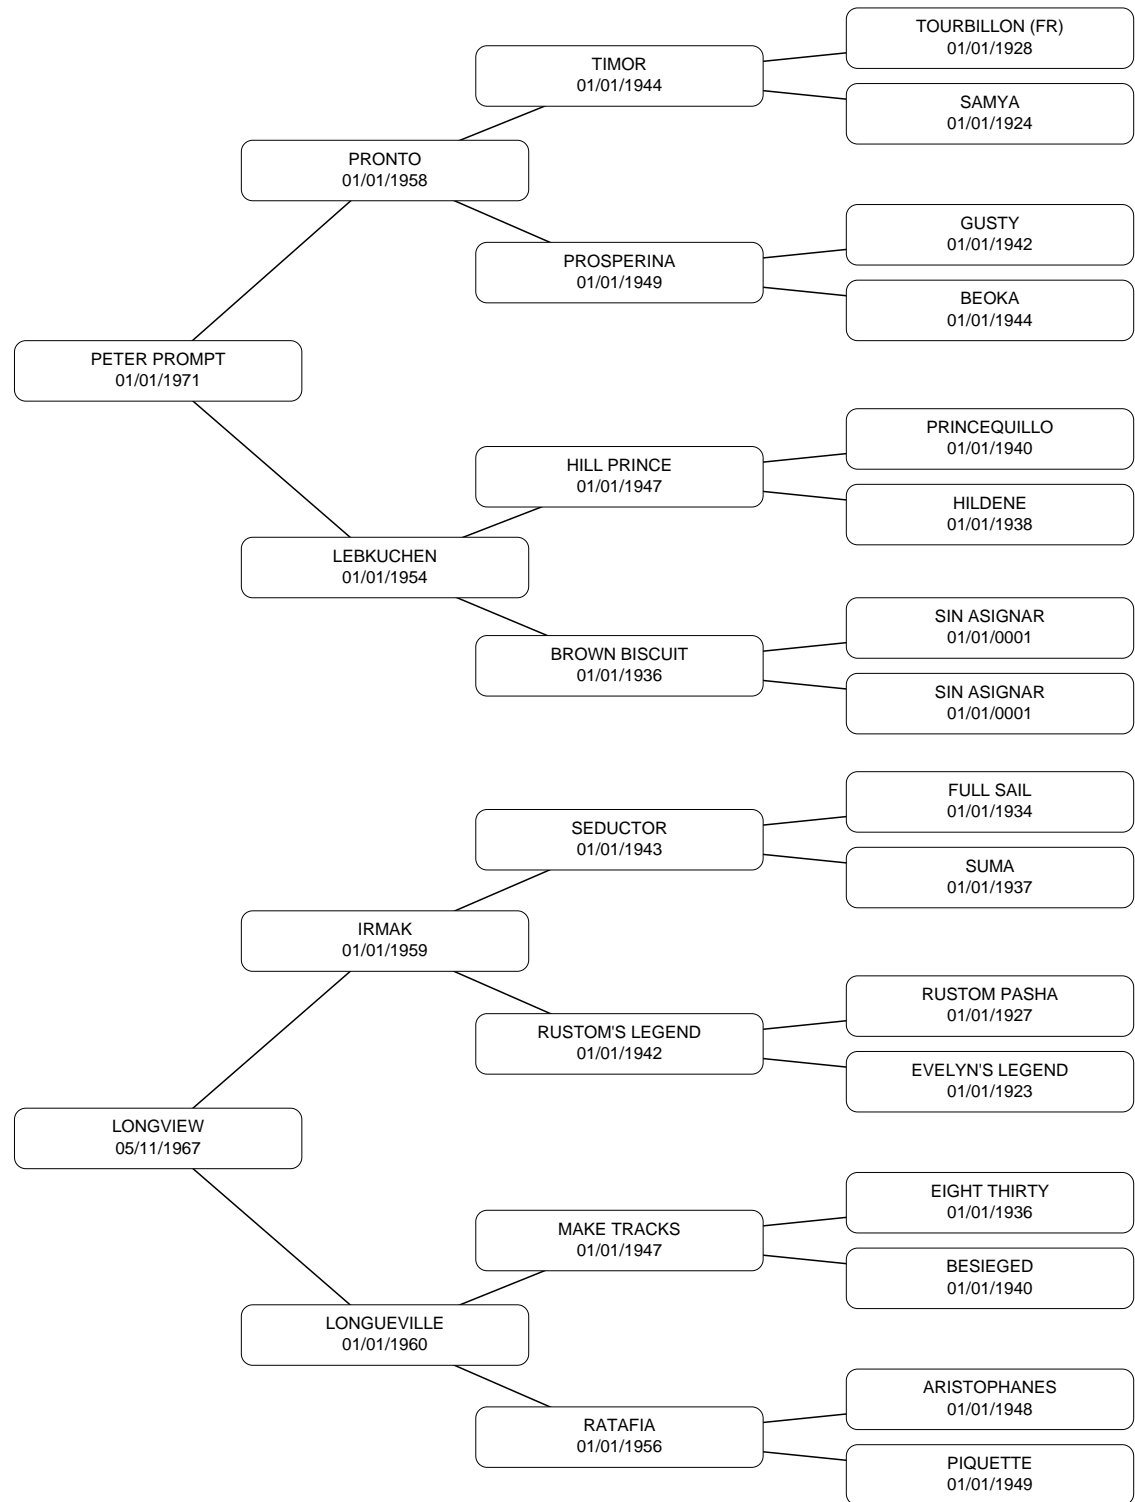 TOURBILLON (FR)
01/01/1928
TIMOR
01/01/1944
SAMYA
01/01/1924
PRONTO
01/01/1958
GUSTY
01/01/1942
PROSPERINA
01/01/1949
BEOKA
01/01/1944
PETER PROMPT
01/01/1971
PRINCEQUILLO
01/01/1940
HILL PRINCE
01/01/1947
HILDENE
01/01/1938
LEBKUCHEN
01/01/1954
SIN ASIGNAR
01/01/0001
BROWN BISCUIT
01/01/1936
SIN ASIGNAR
01/01/0001
FULL SAIL
01/01/1934
SEDUCTOR
01/01/1943
SUMA
01/01/1937
IRMAK
01/01/1959
RUSTOM PASHA
01/01/1927
RUSTOM'S LEGEND
01/01/1942
EVELYN'S LEGEND
01/01/1923
LONGVIEW
05/11/1967
EIGHT THIRTY
01/01/1936
MAKE TRACKS
01/01/1947
BESIEGED
01/01/1940
LONGUEVILLE
01/01/1960
ARISTOPHANES
01/01/1948
RATAFIA
01/01/1956
PIQUETTE
01/01/1949